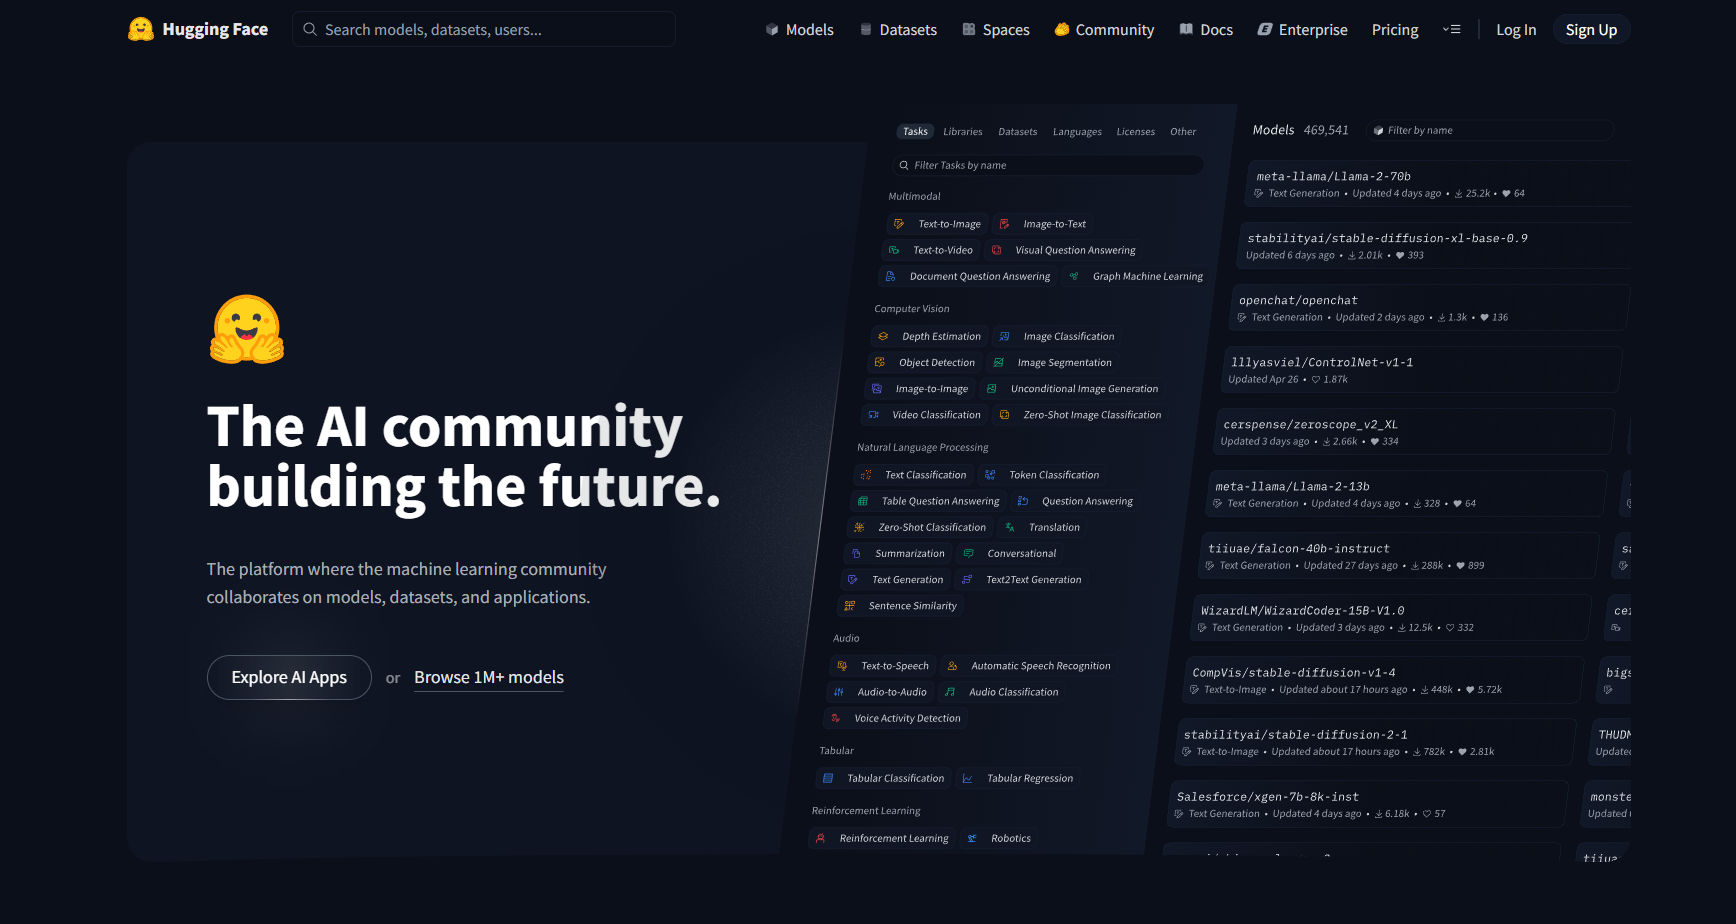 Hugging Face
Search models, datasets, users...
Models
Datasets
Spaces
Community
Docs
Enterprise
Pricing
Log In
Sign Up
The AI community
building the future.
The platform where the machine learning community
collaborates on models, datasets, and applications.
Explore AI Apps or Browse 1M+ models
Tasks Libraries Datasets Languages Licenses Other
Filter Tasks by name
Multimodal
Text-to-Image Image-to-Text
Text-to-Video Visual Question Answering
Document Question Answering Graph Machine Learning
Computer Vision
Depth Estimation Image Classification
Object Detection Image Segmentation
Image-to-Image Unconditional Image Generation
Video Classification Zero-Shot Image Classification
Natural Language Processing
Text Classification Token Classification
Table Question Answering Question Answering
Zero-Shot Classification Translation
Summarization Conversational
Text Generation Text2Text Generation
Sentence Similarity
Audio
Text-to-Speech Automatic Speech Recognition
Audio-to-Audio Audio Classification
Voice Activity Detection
Tabular
Tabular Classification Tabular Regression
Reinforcement Learning
Reinforcement Learning Robotics
Models 469,541 Filter by name
meta-llama/Llama-2-70b
Text Generation • Updated 4 days ago • 25.2k • 64
stabilityai/stable-diffusion-xl-base-0.9
Updated 6 days ago • 2.01k • 393
openchat/openchat
Text Generation • Updated 2 days ago • 1.3k • 136
lllyasviel/ControlNet-v1-1
Updated Apr 26 • 1.87k
cerspense/zeroscope_v2_XL
Updated 3 days ago • 2.66k • 334
meta-llama/Llama-2-13b
Text Generation • Updated 4 days ago • 328 • 64
tiiuae/falcon-40b-instruct
Text Generation • Updated 27 days ago • 288k • 899
WizardLM/WizardCoder-15B-V1.0
Text Generation • Updated 3 days ago • 12.5k • 332
CompVis/stable-diffusion-v1-4
Text-to-Image • Updated about 17 hours ago • 448k • 5.72k
stabilityai/stable-diffusion-2-1
Text-to-Image • Updated about 17 hours ago • 782k • 2.81k
Salesforce/xgen-7b-8k-inst
Text Generation • Updated 4 days ago • 6.18k • 57